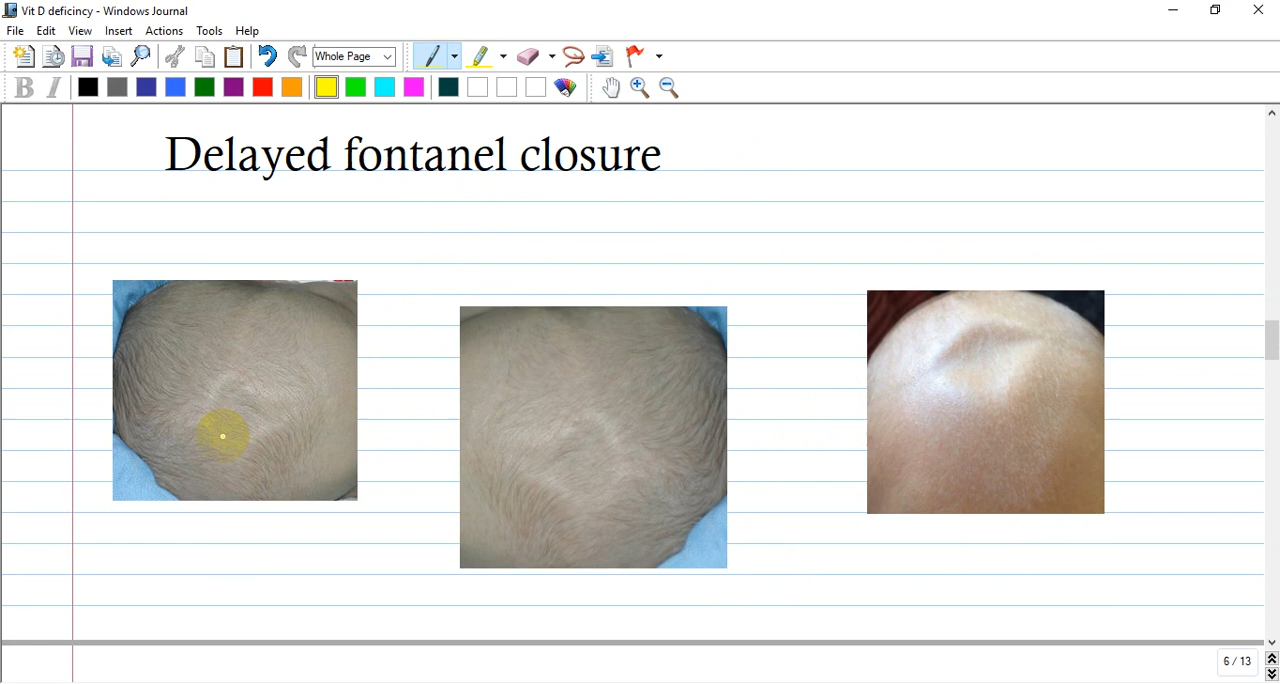 Vit D deficincy - Windows Journal
File Edit View Insert Actions Tools Help
Whole Page
B I
Delayed fontanel closure
6 / 13